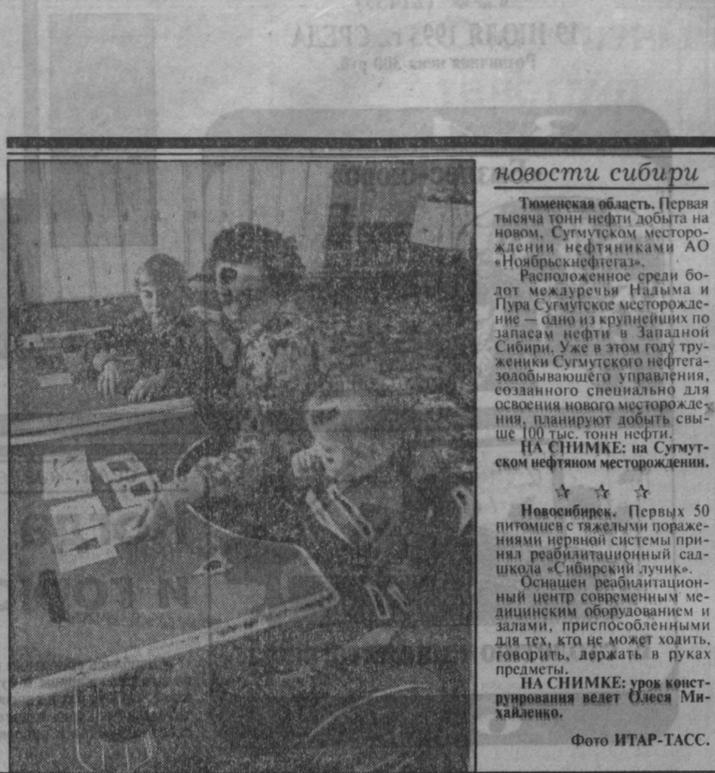 новости сибири
Тюменская область. Первая
тысяча тонн нефти добыта на
новом, Сугмутском месторо-
ждении нефтяниками АО
«Ноябрьскнефтегаз».
Расположенное среди бо-
лот междуречья Надыма и
Пура Сугмутское месторожде-
ние — одно из крупнейших по
запасам нефти в Западной
Сибири. Уже в этом году тру-
женики Сугмутского нефтега-
зодобывающего управления,
созданного специально для
освоения нового месторожде-
ния, планируют добыть свы-
ше 100 тыс. тонн нефти.
НА СНИМКЕ: на Сугмут-
ском нефтяном месторождении.
Новосибирск. Первых 50
питомцев с тяжелыми пораже-
ниями нервной системы при-
нял реабилитационный сад-
школа «Сибирский лучик».
Оснащен реабилитацион-
ный центр современным ме-
дицинским оборудованием и
залами, приспособленными
для тех, кто не может ходить,
говорить, держать в руках
предметы.
НА СНИМКЕ: урок конст-
руирования ведет Олеся Ми-
хайленко.
Фото ИТАР-ТАСС.